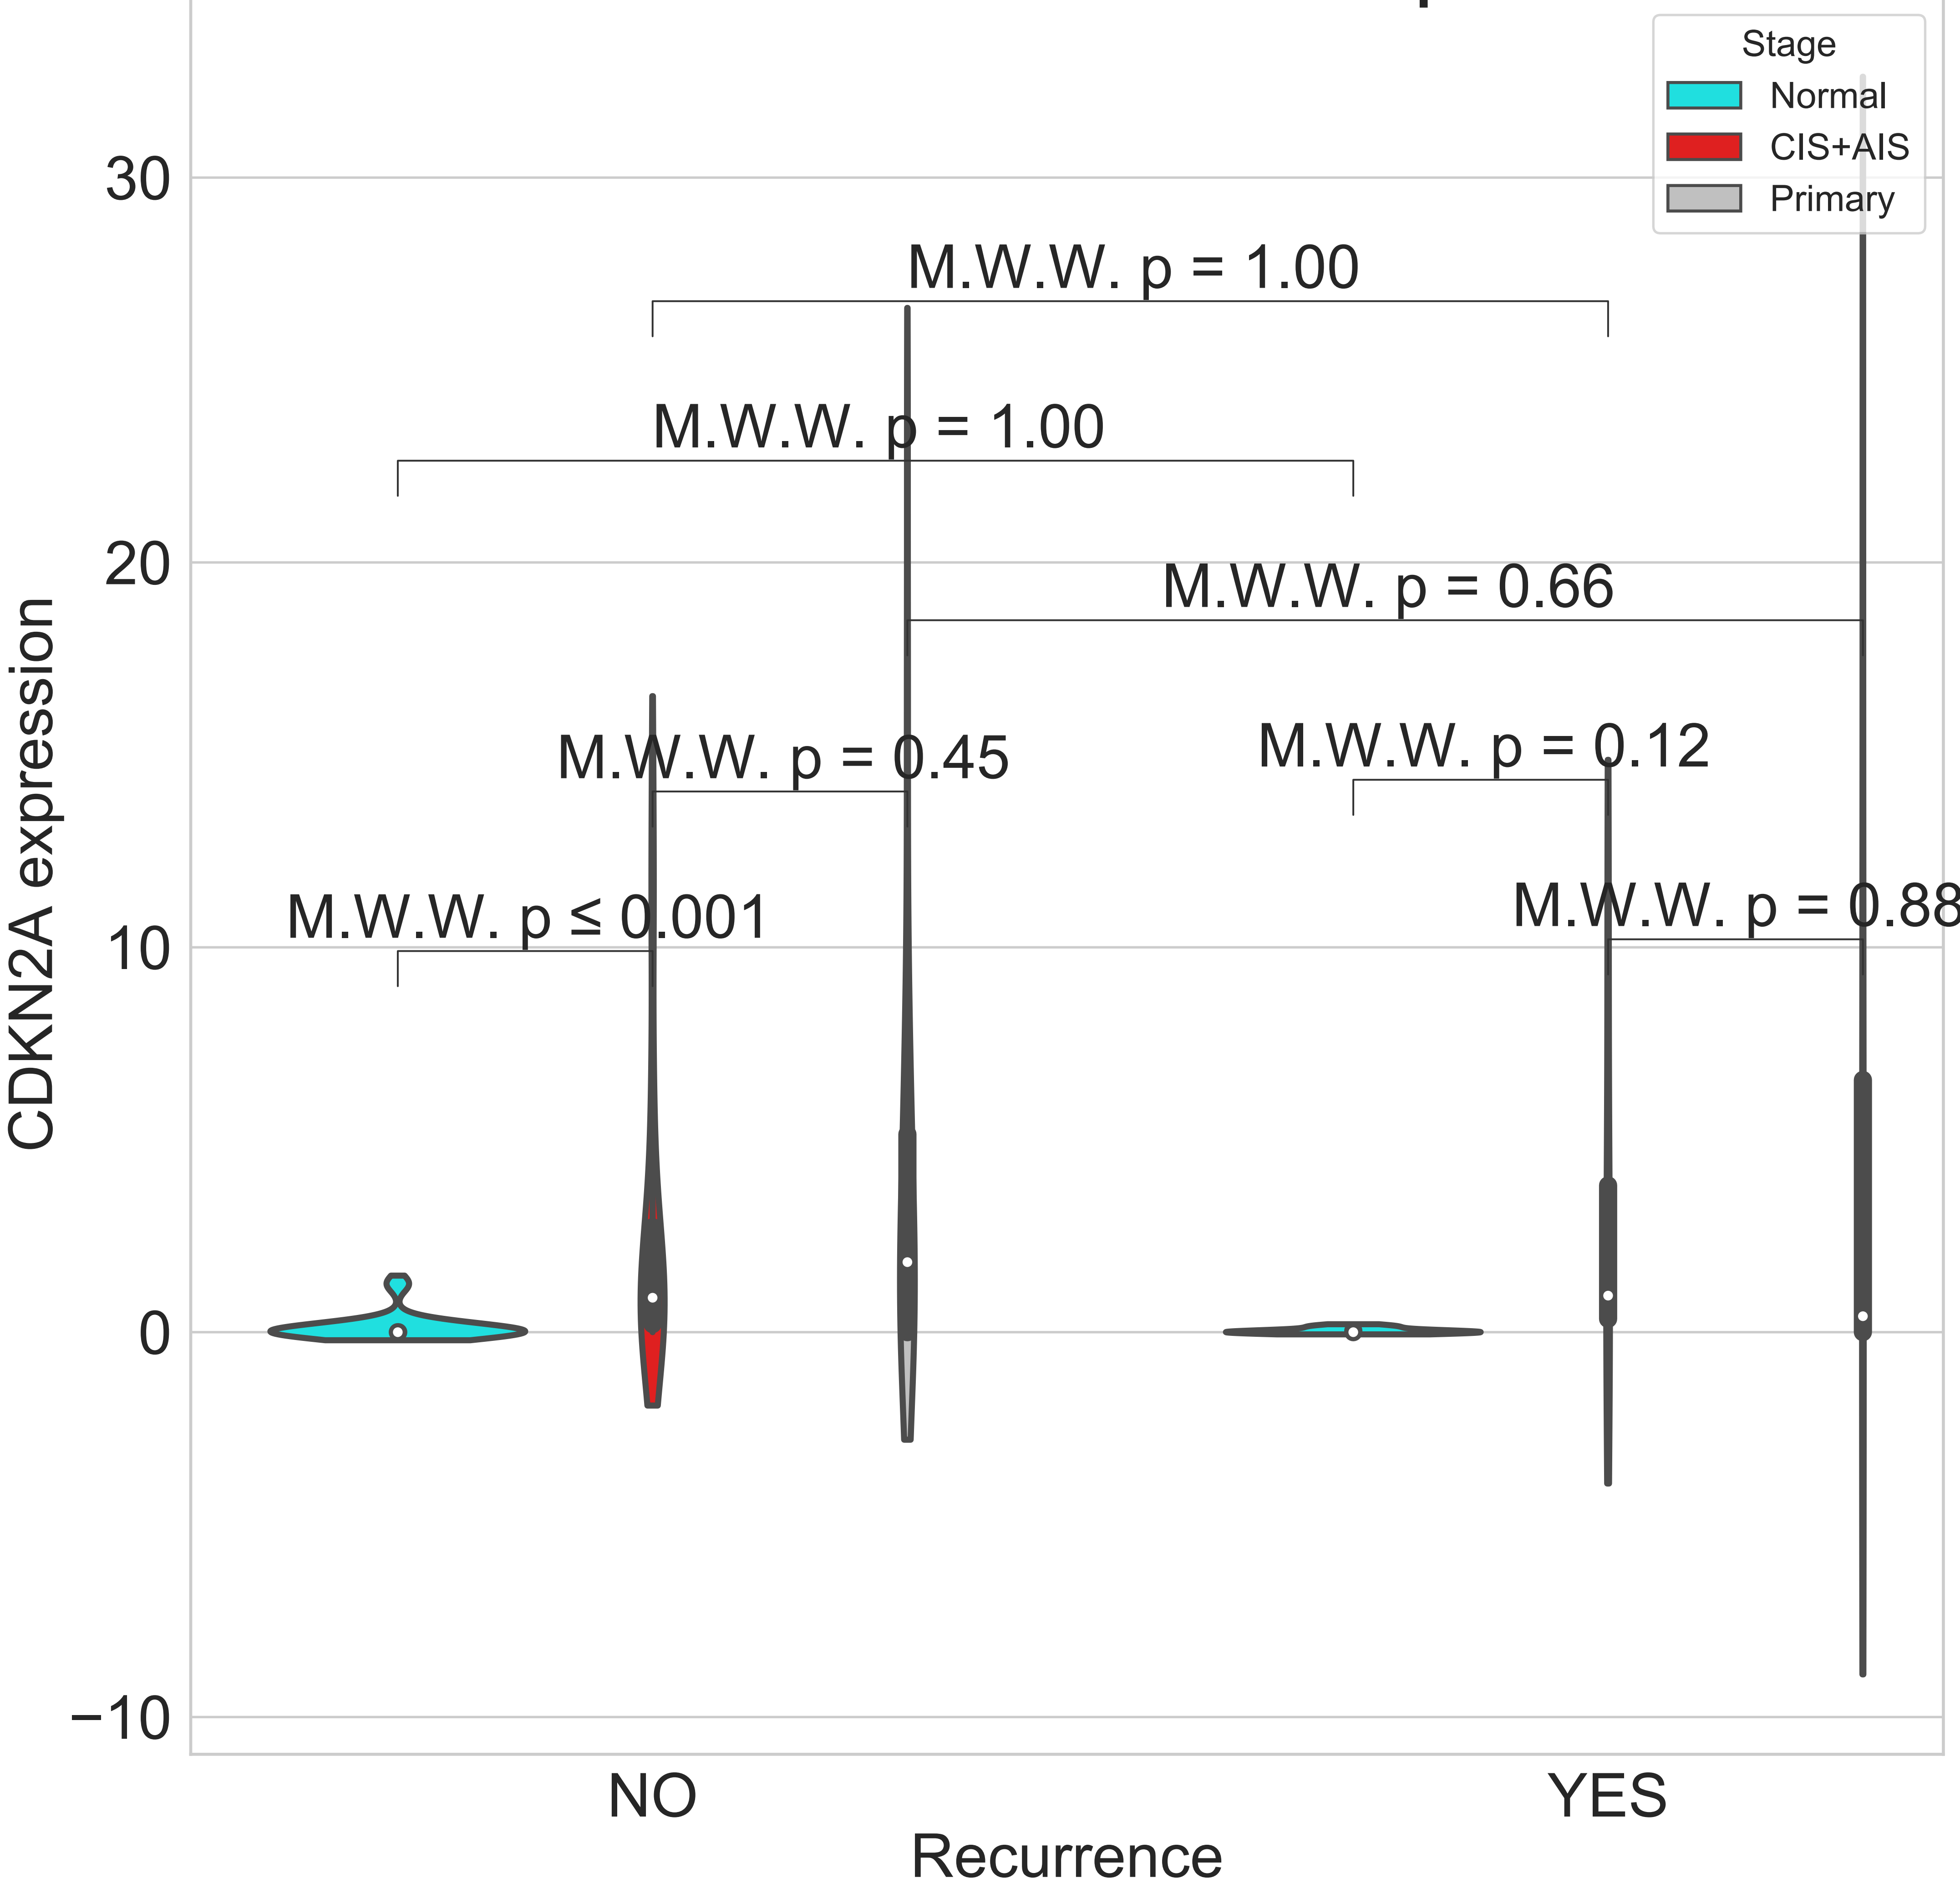 Stage
Normal
CIS+AIS
Primary
30
M.W.W. p = 1.00
M.W.W. p = 1.00
20
M.W.W. p = 0.66
M.W.W. p = 0.45
M.W.W. p = 0.12
M.W.W. p ≤ 0.001
M.W.W. p = 0.88
10
0
−10
CDKN2A expression
NO
YES
Recurrence